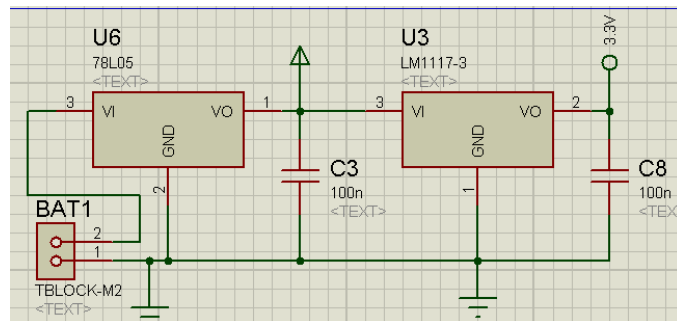 U6
78L05
<TEXT>
3
VI
VO
1
GND
2
U3
LM1117-3
<TEXT>
3
VI
VO
2
GND
1
3.3V
C3
100n
<TEXT>
C8
100n
<TEX
BAT1
2
1
TBLOCK-M2
<TEXT>